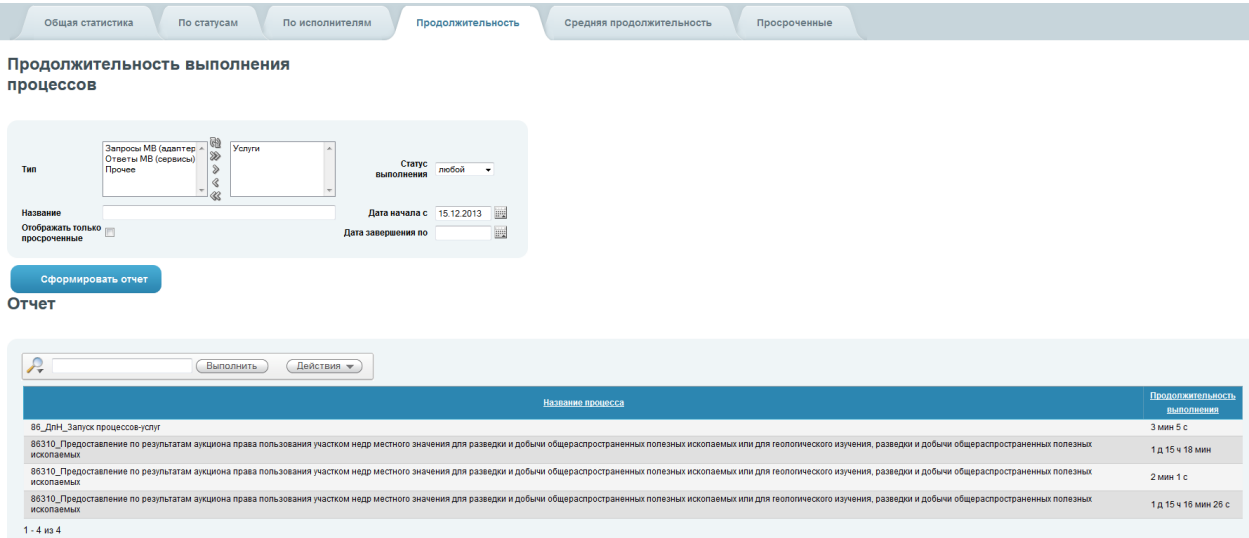 Общая статистика
По статусам
По исполнителям
Продолжительность
Средняя продолжительность
Просроченные
Продолжительность выполнения
процессов
Тип
Запросы МВ (адаптер
Ответы МВ (сервисы)
Прочее
Услуги
Статус
выполнения
любой
Название
Дата начала с
15.12.2013
Отображать только
просроченные
Дата завершения по
Сформировать отчет
Отчет
Выполнить
Действия
Название процесса
Продолжительность
выполнения
86_ДпН_Запуск процессов-услуг
3 мин 5 с
86310_Предоставление по результатам аукциона права пользования участком недр местного значения для разведки и добычи общераспространенных полезных ископаемых или для геологического изучения, разведки и добычи общераспространенных полезных
ископаемых
1 д 15 ч 18 мин
86310_Предоставление по результатам аукциона права пользования участком недр местного значения для разведки и добычи общераспространенных полезных ископаемых или для геологического изучения, разведки и добычи общераспространенных полезных
ископаемых
2 мин 1 с
86310_Предоставление по результатам аукциона права пользования участком недр местного значения для разведки и добычи общераспространенных полезных ископаемых или для геологического изучения, разведки и добычи общераспространенных полезных
ископаемых
1 д 15 ч 16 мин 26 с
1 - 4 из 4